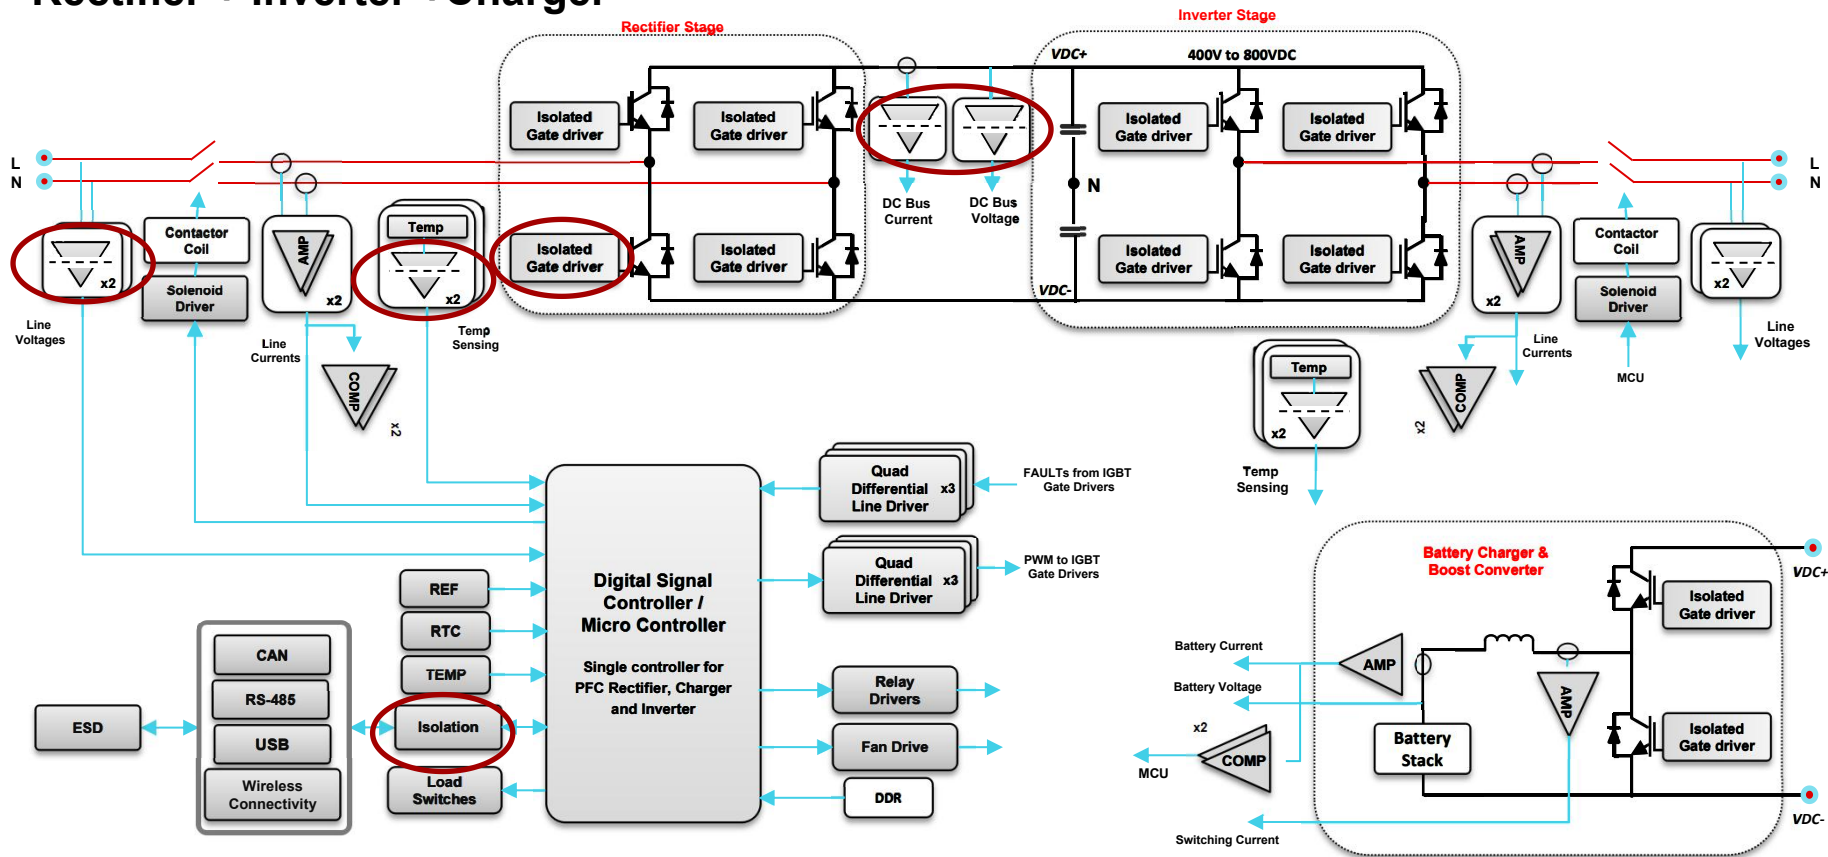 Rectifier + Inverter +Charger
Rectifier Stage
Inverter Stage
VDC+
400V to 800VDC
Isolated
Gate driver
Isolated
Gate driver
Isolated
Gate driver
Isolated
Gate driver
L
N
L
N
DC Bus
Current
DC Bus
Voltage
N
Contactor
Coil
Temp
AMP
x2
x2
x2
Solenoid
Driver
Isolated
Gate driver
Isolated
Gate driver
Isolated
Gate driver
Isolated
Gate driver
VDC-
AMP
x2
Contactor
Coil
Solenoid
Driver
x2
Line
Voltages
Line
Currents
Temp
Sensing
Line
Currents
MCU
Line
Voltages
COMP
x2
Temp
x2
COMP
x2
Temp
Sensing
Quad
Differential
Line Driver
x3
FAULTs from IGBT
Gate Drivers
Quad
Differential
Line Driver
x3
PWM to IGBT
Gate Drivers
Digital Signal
Controller /
Micro Controller
Single controller for
PFC Rectifier, Charger
and Inverter
REF
RTC
TEMP
Isolation
Load
Switches
CAN
RS-485
USB
Wireless
Connectivity
ESD
Relay
Drivers
Fan Drive
DDR
Battery Charger &
Boost Converter
VDC+
Isolated
Gate driver
Battery Current
AMP
AMP
Battery Voltage
x2
COMP
MCU
Battery
Stack
Isolated
Gate driver
Switching Current
VDC-